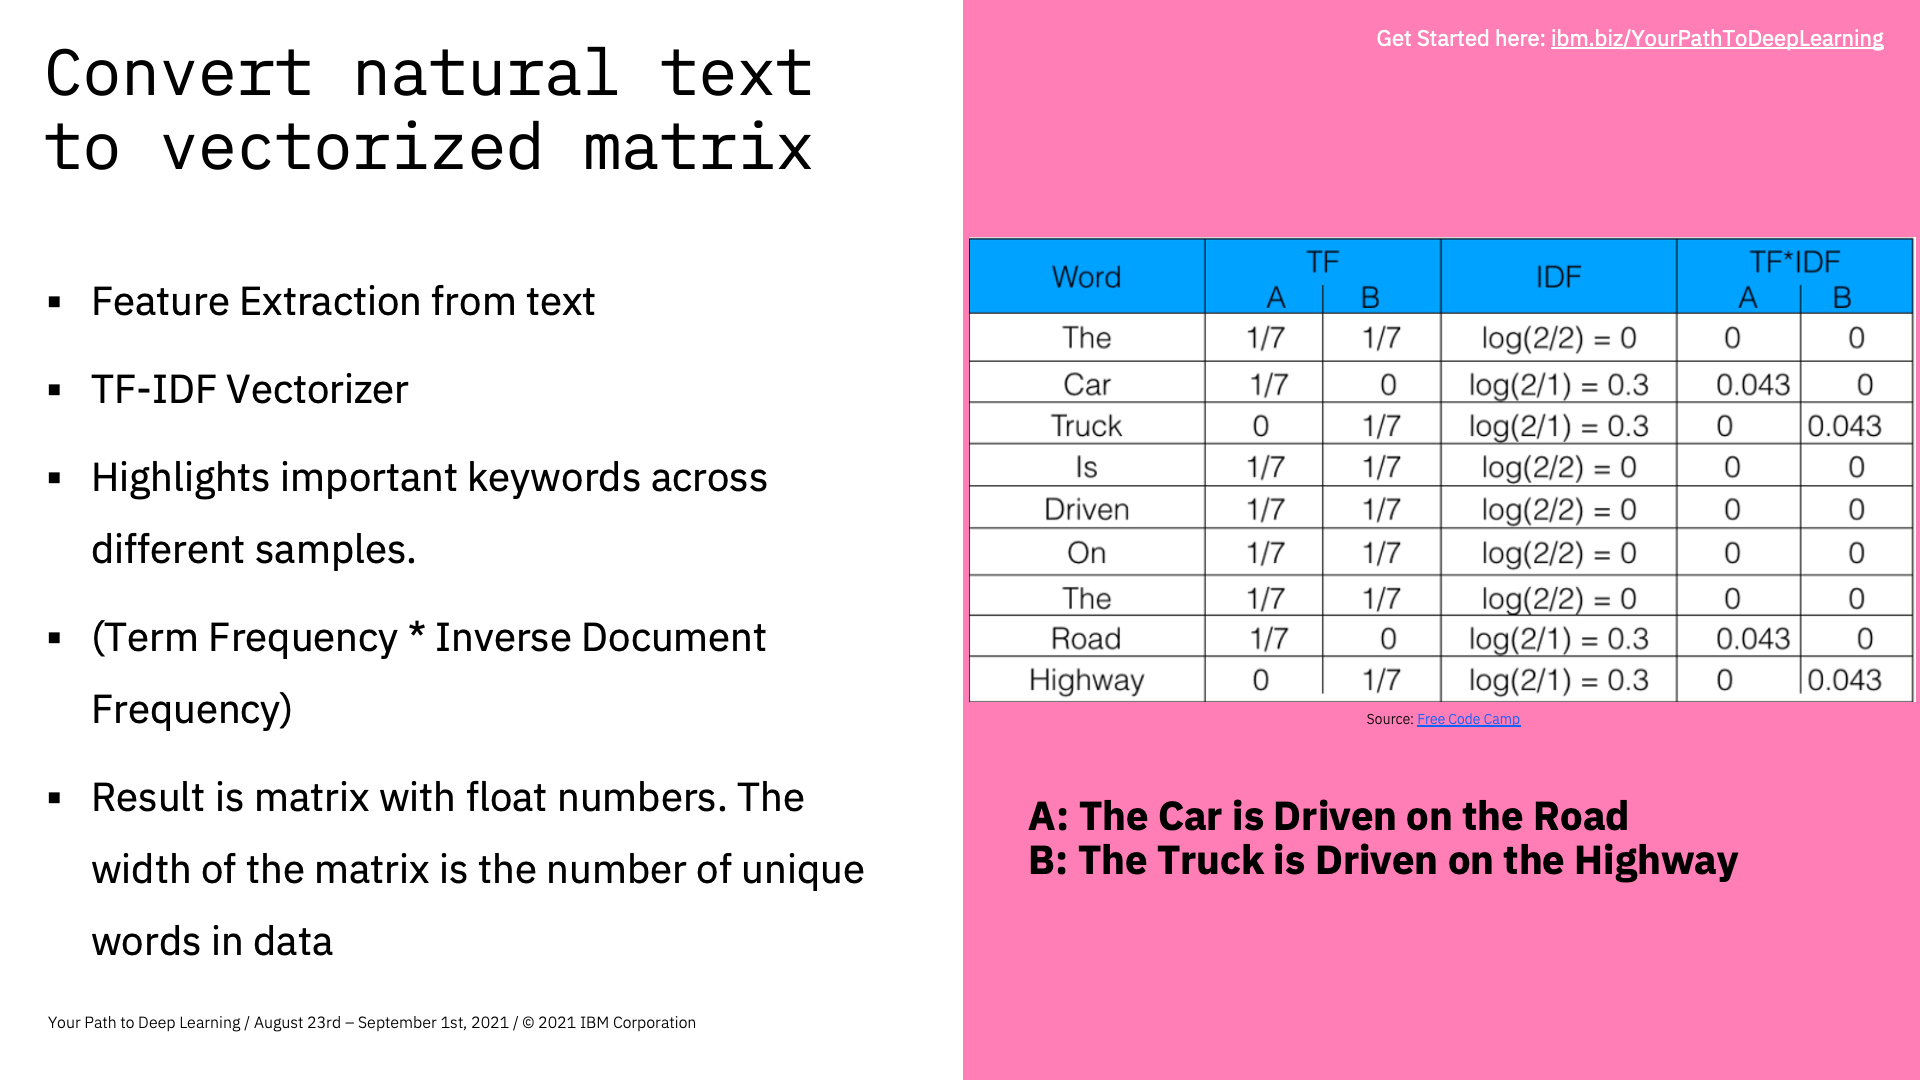 Convert natural text
to vectorized matrix
Get Started here: ibm.biz/YourPathToDeepLearning
▪ Feature Extraction from text
▪ TF-IDF Vectorizer
▪ Highlights important keywords across
different samples.
▪ (Term Frequency * Inverse Document
Frequency)
▪ Result is matrix with float numbers. The
width of the matrix is the number of unique
words in data
Word TF IDF TF*IDF
A B A B
The 1/7 1/7 log(2/2) = 0 0 0
Car 1/7 0 log(2/1) = 0.3 0.043 0
Truck 0 1/7 log(2/1) = 0.3 0 0.043
Is 1/7 1/7 log(2/2) = 0 0 0
Driven 1/7 1/7 log(2/2) = 0 0 0
On 1/7 1/7 log(2/2) = 0 0 0
The 1/7 1/7 log(2/2) = 0 0 0
Road 1/7 0 log(2/1) = 0.3 0.043 0
Highway 0 1/7 log(2/1) = 0.3 0 0.043
Source: Free Code Camp
A: The Car is Driven on the Road
B: The Truck is Driven on the Highway
Your Path to Deep Learning / August 23rd – September 1st, 2021 / © 2021 IBM Corporation